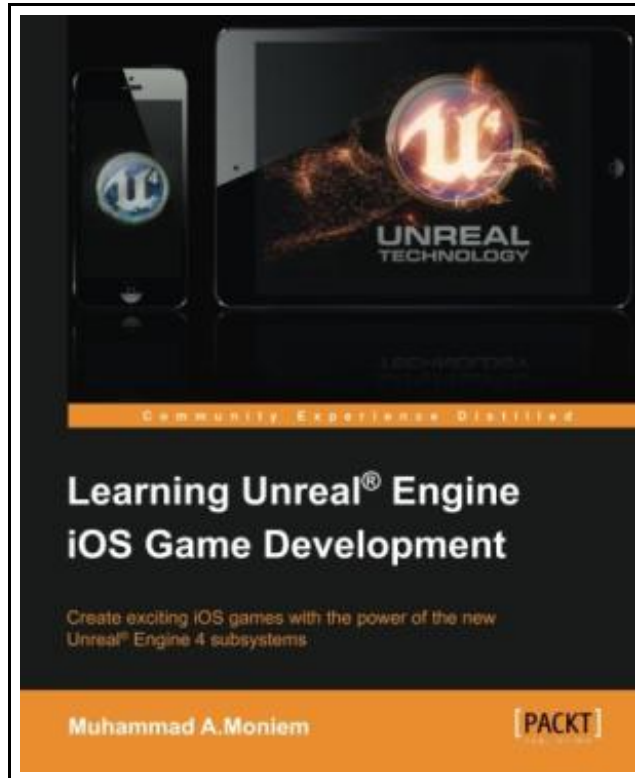 UNREAL
TECHNOLOGY
Community Experience Distilled
Learning Unreal® Engine
iOS Game Development
Create exciting iOS games with the power of the new
Unreal® Engine 4 subsystems
Muhammad A.Moniem
[PACKT]